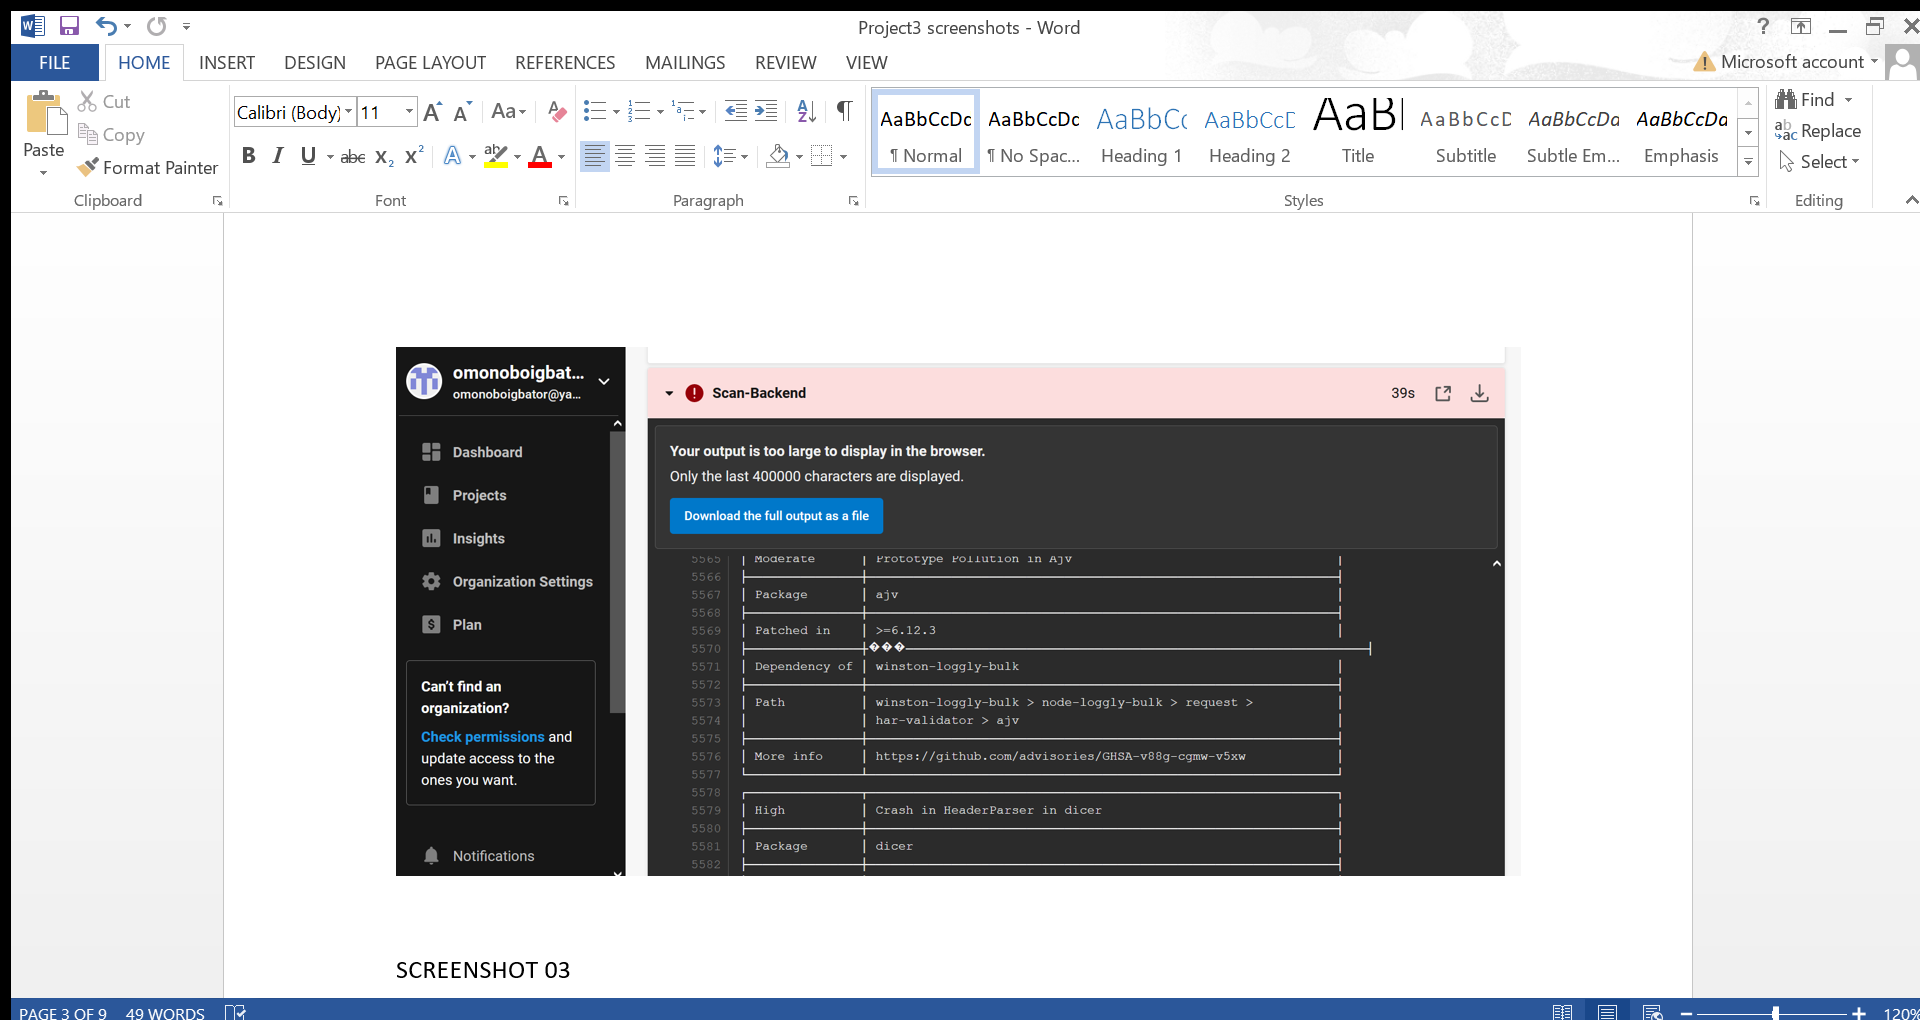 Project3 screenshots - Word
?
FILE
HOME
INSERT
DESIGN
PAGE LAYOUT
REFERENCES
MAILINGS
REVIEW
VIEW
Microsoft account
Paste
Cut
Copy
Format Painter
Clipboard
Calibri (Body)
11
Aa
B I U abc X₂ X²
A
ab
A
Font
Paragraph
AaBbCcDc
¶ Normal
AaBbCcDc
¶ No Spac...
AaBbCc
Heading 1
AaBbCcD
Heading 2
AaB
Title
AaBbCcD
Subtitle
AaBbCcDd
Subtle Em...
AaBbCcDd
Emphasis
Styles
Find
Replace
Select
Editing
omonoboigbat...
omonoboigbator@ya...
Dashboard
Projects
Insights
Organization Settings
Plan
Can't find an
organization?
Check permissions and
update access to the
ones you want.
Notifications
Scan-Backend
39s
Your output is too large to display in the browser.
Only the last 400000 characters are displayed.
Download the full output as a file
5565 | Moderate | Prototype Pollution in Ajv |
5566
5567 | Package | ajv |
5568
5569 | Patched in | >=6.12.3 |
5570 ���
5571 | Dependency of | winston-loggly-bulk |
5572
5573 | Path | winston-loggly-bulk > node-loggly-bulk > request > |
5574 | | har-validator > ajv |
5575
5576 | More info | https://github.com/advisories/GHSA-v88g-cgmw-v5xw |
5577
5578
5579 | High | Crash in HeaderParser in dicer |
5580
5581 | Package | dicer |
5582
SCREENSHOT 03
PAGE 3 OF 9
49 WORDS
120%